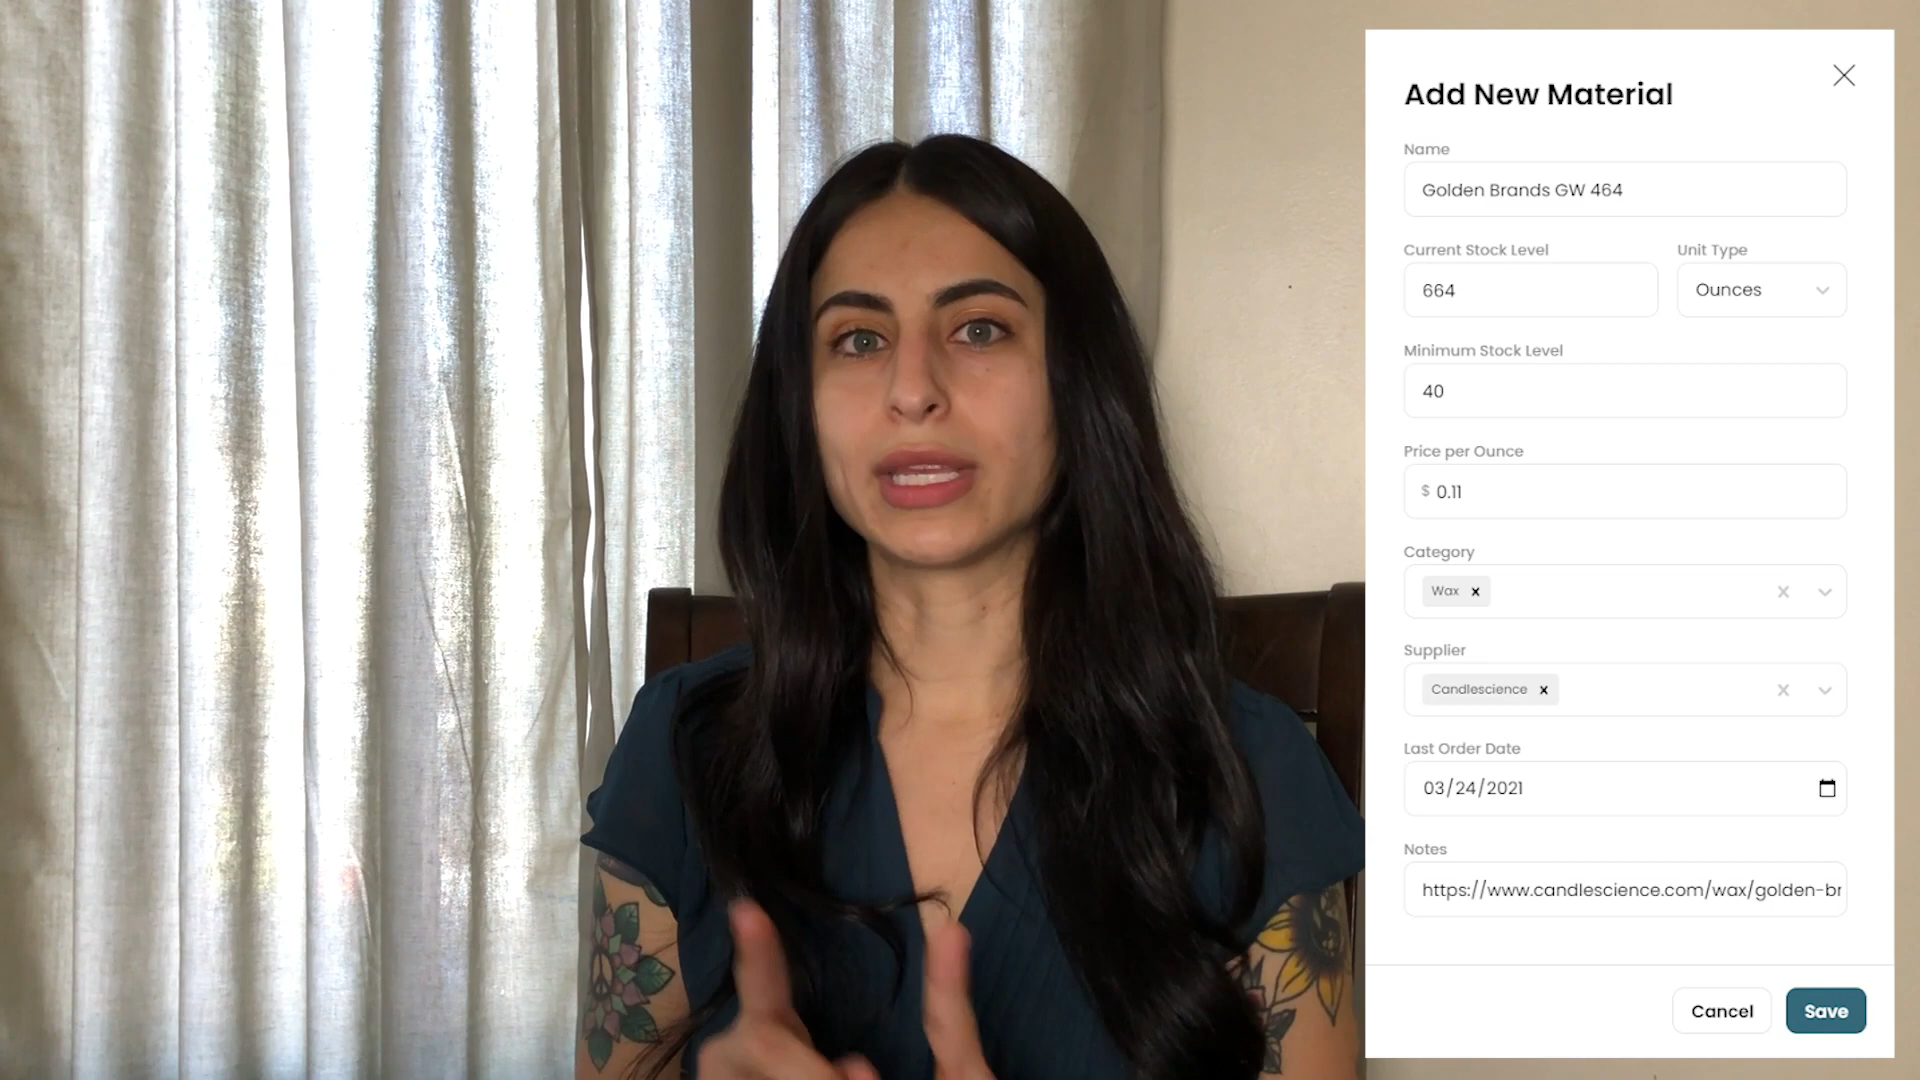 Add New Material
Name
Golden Brands GW 464
Current Stock Level
Unit Type
664
Ounces
Minimum Stock Level
40
Price per Ounce
$ 0.11
Category
Wax
Supplier
Candlescience
Last Order Date
03/24/2021
Notes
https://www.candlescience.com/wax/golden-br
Cancel
Save